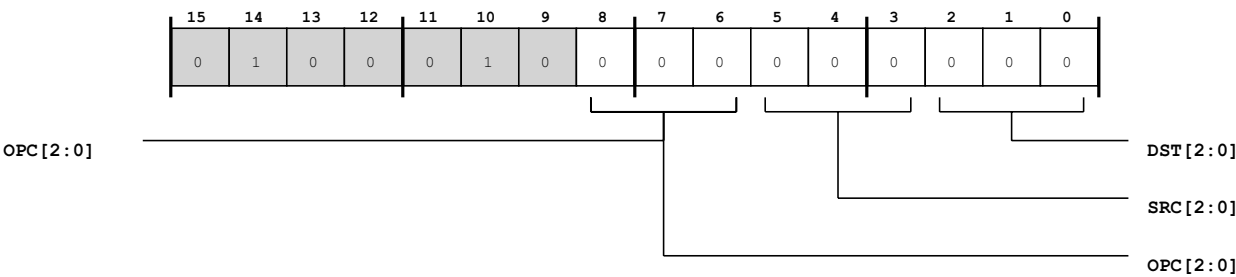 15 14 13 12 11 10 9 8 7 6 5 4 3 2 1 0
0 1 0 0 0 1 0 0 0 0 0 0 0 0 0 0
OPC[2:0] DST[2:0]
SRC[2:0]
OPC[2:0]